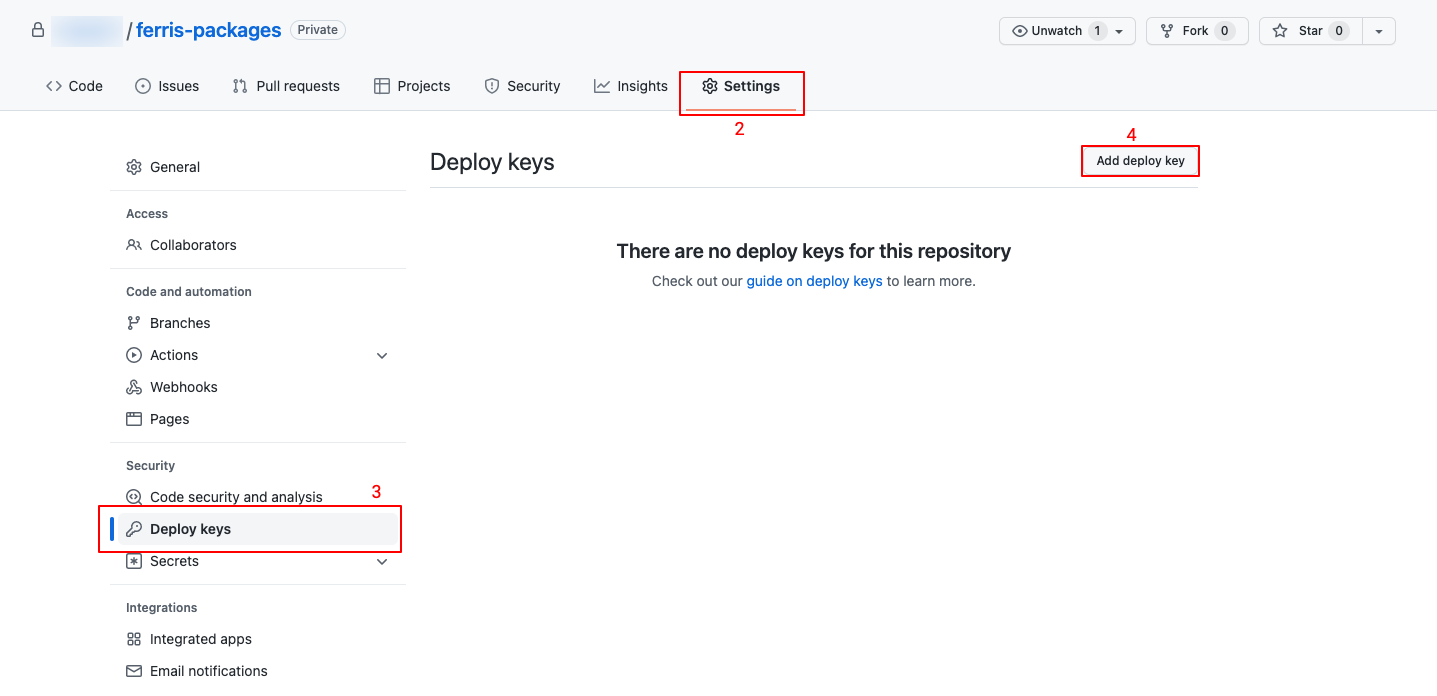 / ferris-packages Private
Unwatch 1
Fork 0
Star 0
Code
Issues
Pull requests
Projects
Security
Insights
Settings
2
General
Access
Collaborators
Code and automation
Branches
Actions
Webhooks
Pages
Security
Code security and analysis
3
Deploy keys
Secrets
Integrations
Integrated apps
Email notifications
Deploy keys
4
Add deploy key
There are no deploy keys for this repository
Check out our guide on deploy keys to learn more.